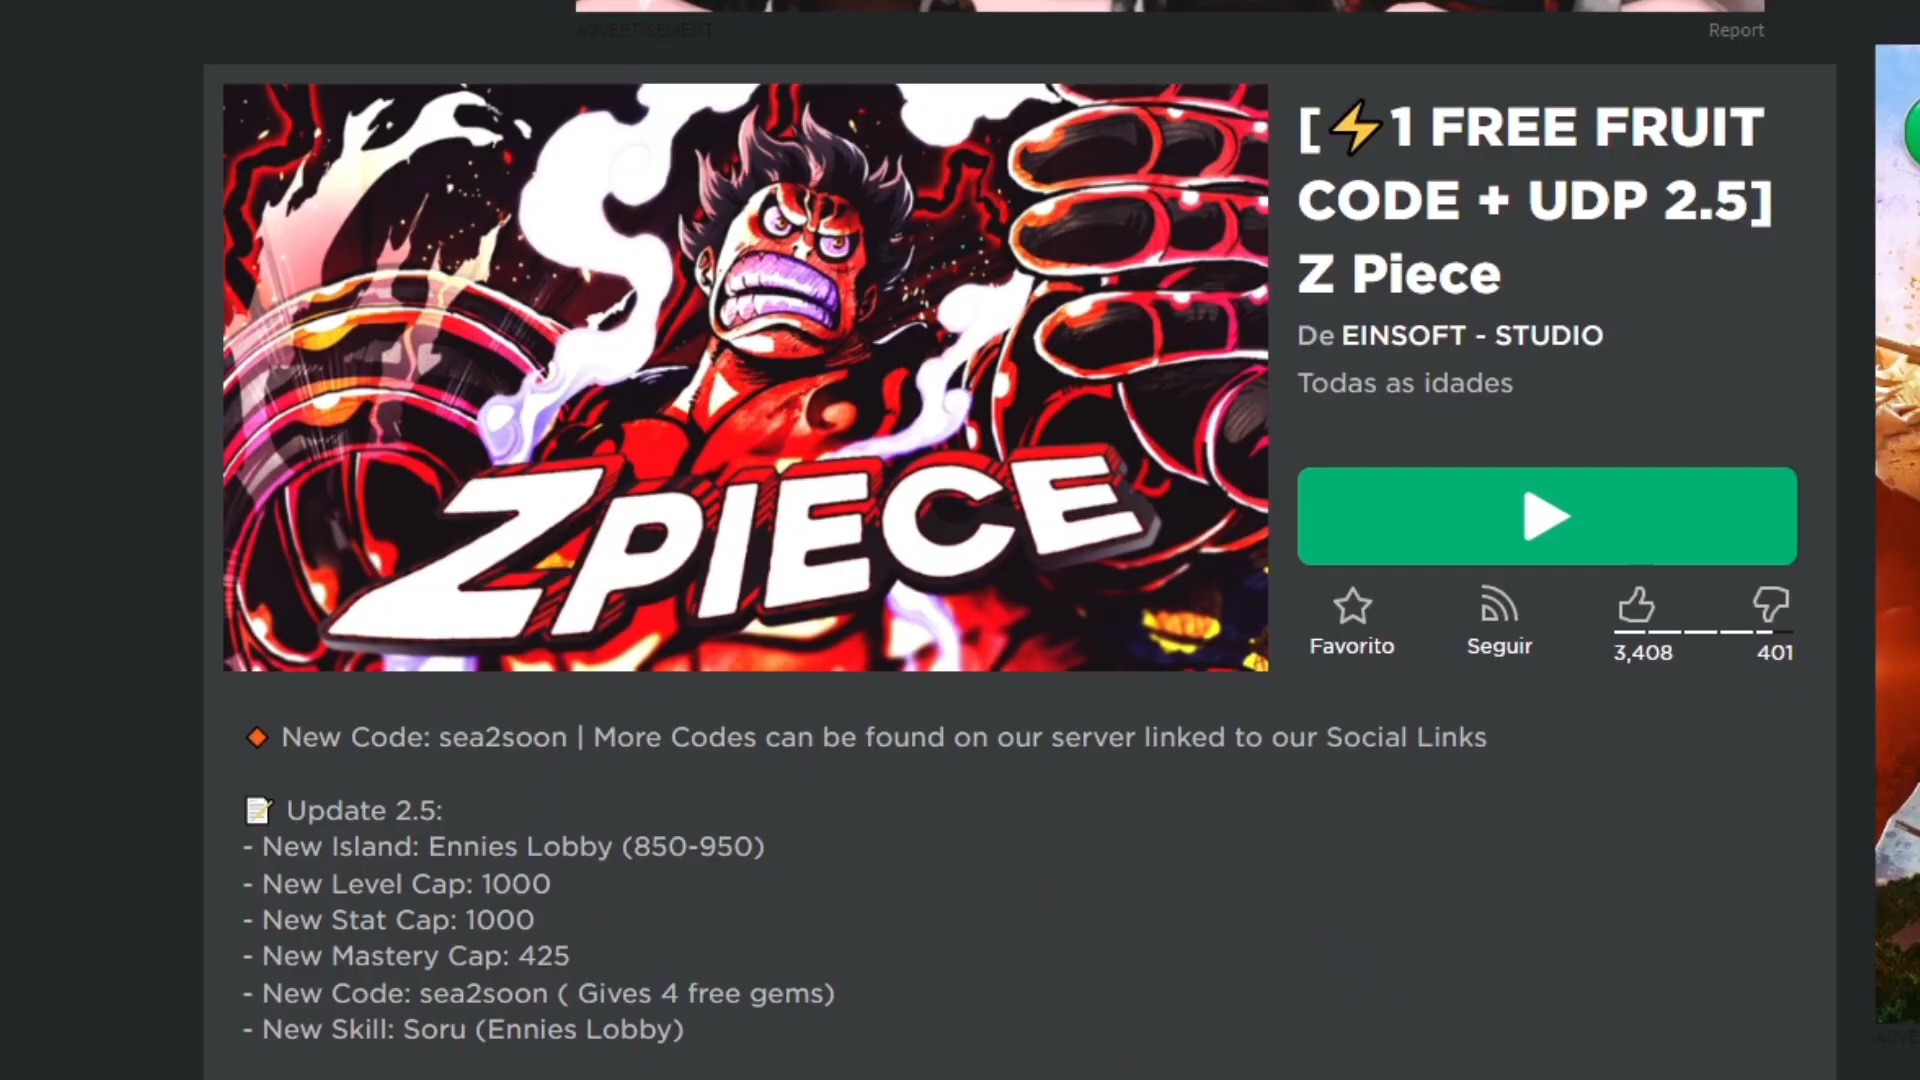 ADVERTISEMENT
Report
[⚡1 FREE FRUIT
CODE + UDP 2.5]
Z Piece
De EINSOFT - STUDIO
Todas as idades
ZPIECE
Favorito
Seguir
3,408
401
🔸 New Code: sea2soon | More Codes can be found on our server linked to our Social Links
📝 Update 2.5:
- New Island: Ennies Lobby (850-950)
- New Level Cap: 1000
- New Stat Cap: 1000
- New Mastery Cap: 425
- New Code: sea2soon ( Gives 4 free gems)
- New Skill: Soru (Ennies Lobby)